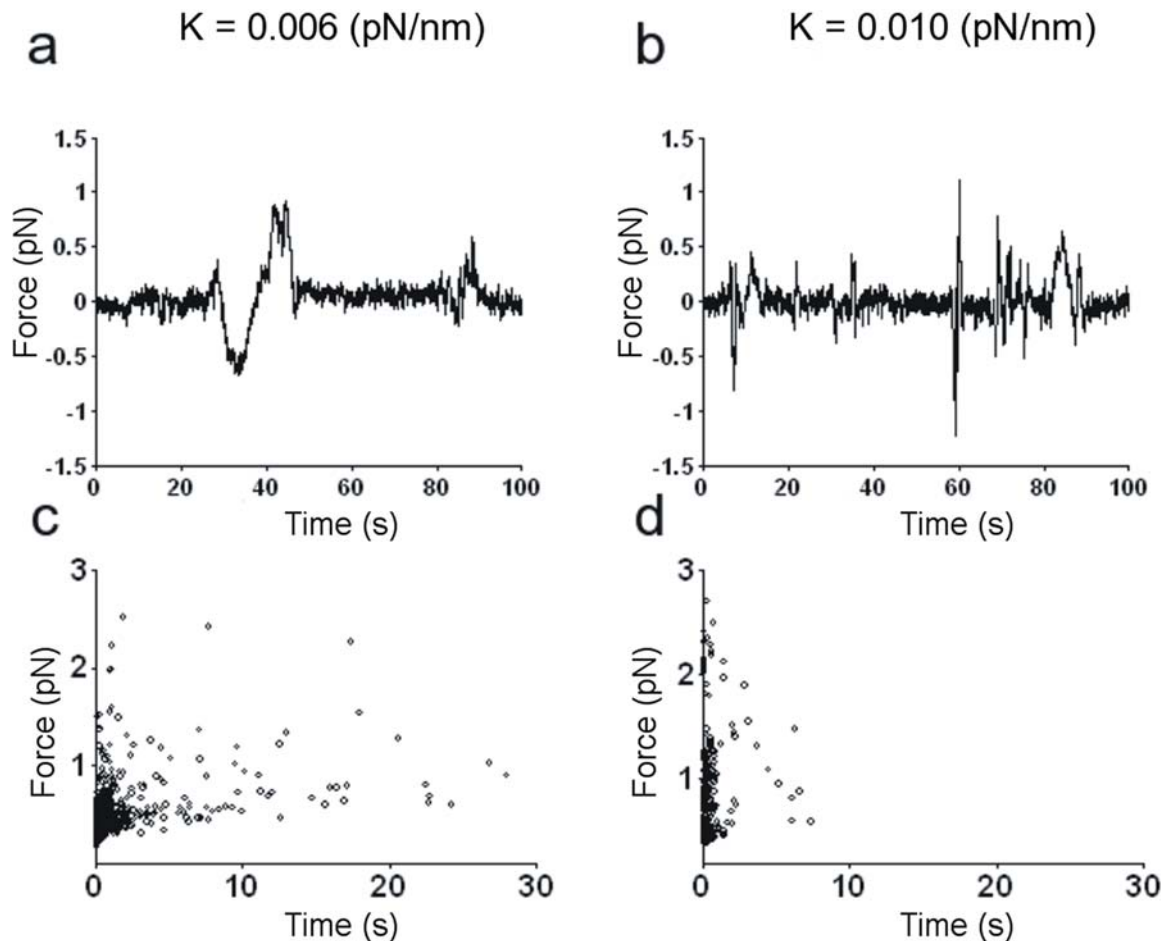 a
K = 0.006 (pN/nm)
b
K = 0.010 (pN/nm)
1.5
1
0.5
0
-0.5
-1
-1.5
Force (pN)
0 20 40 60 80 100
Time (s)
1.5
1
0.5
0
-0.5
-1
-1.5
Force (pN)
0 20 40 60 80 100
Time (s)
c
3
2
1
Force (pN)
0 10 20 30
Time (s)
d
3
2
1
Force (pN)
0 10 20 30
Time (s)